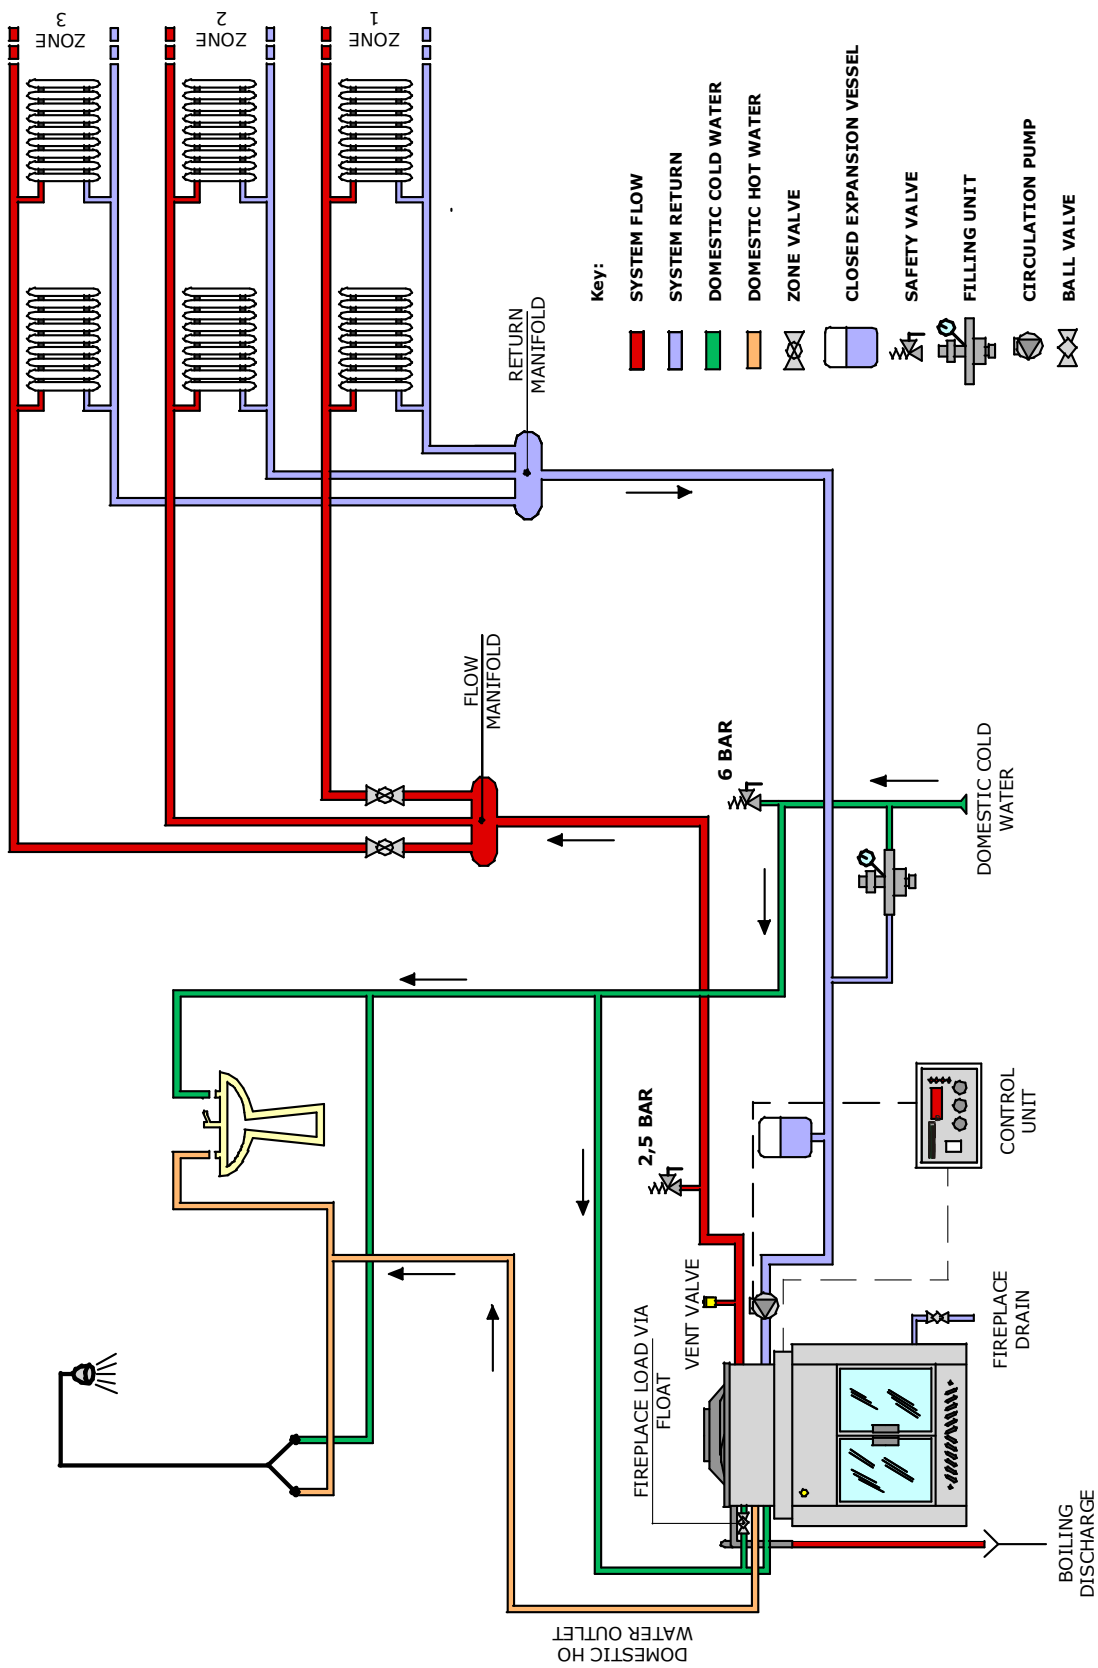 ZONE
3
ZONE
2
ZONE
1
RETURN
MANIFOLD
FLOW
MANIFOLD
Key:
SYSTEM FLOW
SYSTEM RETURN
DOMESTIC COLD WATER
DOMESTIC HOT WATER
ZONE VALVE
CLOSED EXPANSION VESSEL
SAFETY VALVE
FILLING UNIT
CIRCULATION PUMP
BALL VALVE
6 BAR
DOMESTIC COLD
WATER
2,5 BAR
CONTROL
UNIT
VENT VALVE
FIREPLACE LOAD VIA
FLOAT
FIREPLACE
DRAIN
BOILING
DISCHARGE
DOMESTIC HO
WATER OUTLET